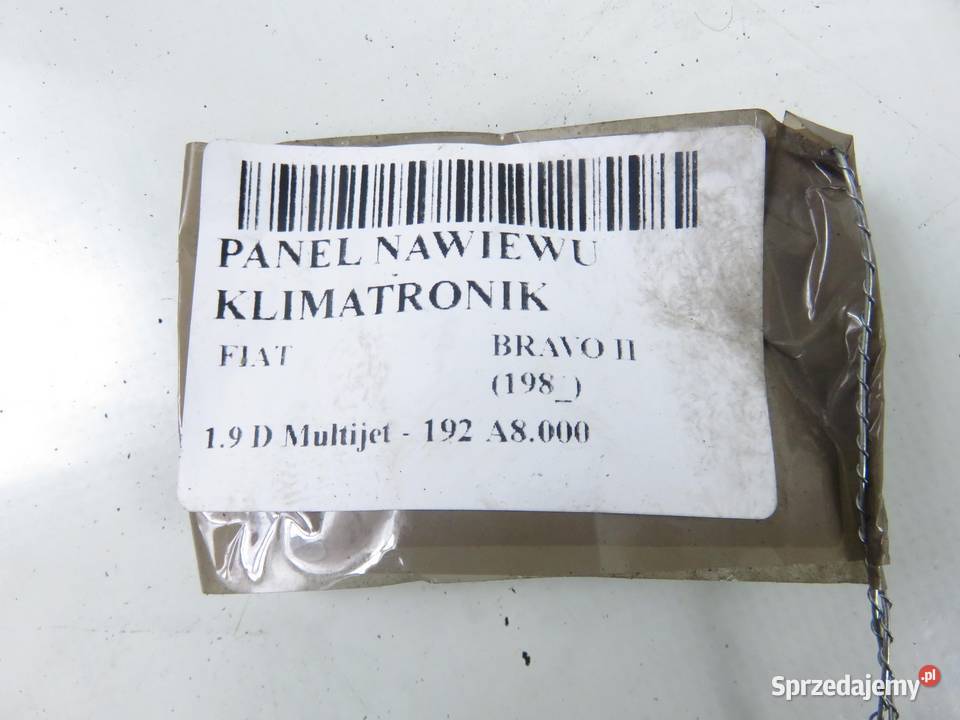 PANEL NAWIEWU
KLIMATRONIK
FIAT BRAVO II
(198_)
1.9 D Multijet - 192 A8.000
Sprzedajemy.pl